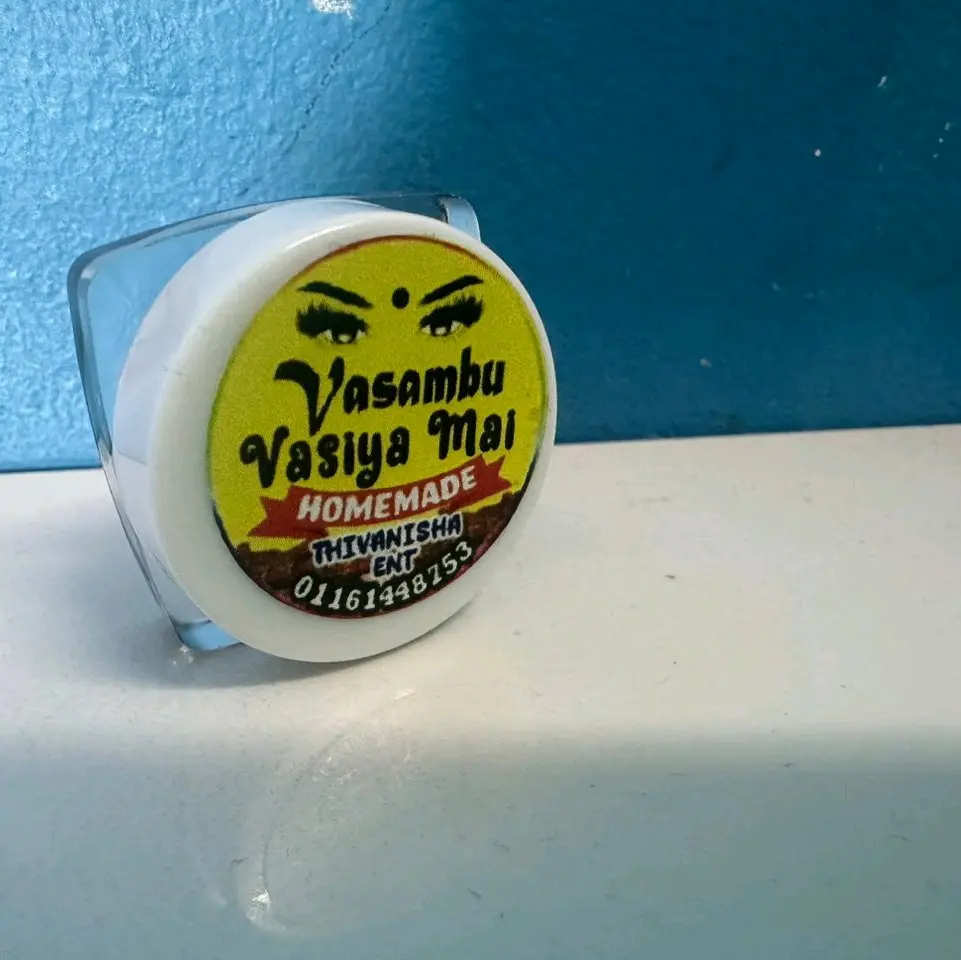 Vasambu
Vasiya Mai
HOMEMADE
THIVANISHA
ENT
01161448753